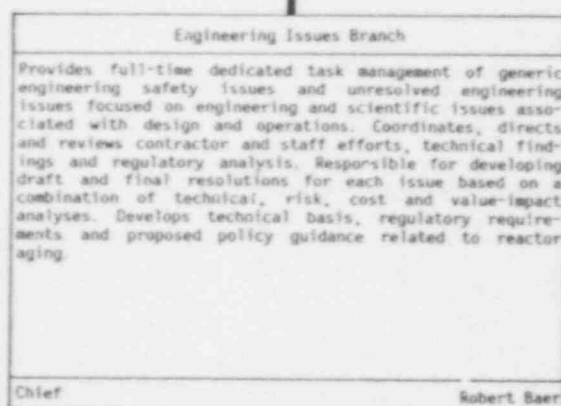 Engineering Issues Branch
Provides full-time dedicated task management of generic
engineering safety issues and unresolved engineering
issues focused on engineering and scientific issues asso-
ciated with design and operations. Coordinates, directs
and reviews contractor and staff efforts, technical find-
ings and regulatory analysis. Responsible for developing
draft and final resolutions for each issue based on a
combination of technical, risk, cost and value-impact
analyses. Develops technical basis, regulatory require-
ments and proposed policy guidance related to reactor
aging.
Chief
Robert Baer